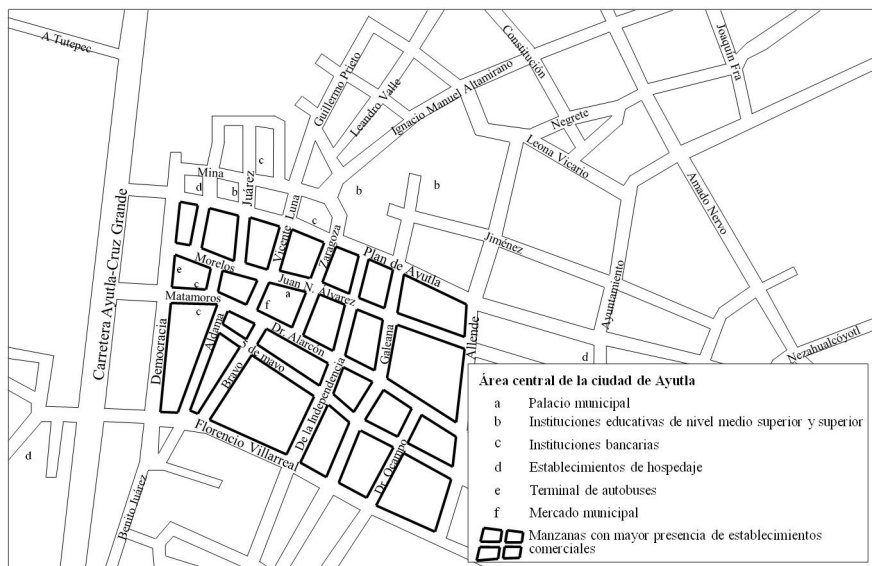 A Tutepec
Carretera Ayutla-Cruz Grande
Guillermo Prieto
Leandro Valle
Ignacio Manuel Altamirano
Constitución
Joaquín Fra
Negrete
Leona Vicario
Amado Nervo
c
Mina
d
b
Juárez
Luna
c
b
b
Vicente
Zaragoza
Plan de Ayutla
Jiménez
Ayuntamiento
Morelos
e
c
Matamoros
c
Juan N. Alvarez
a
f
Dr. Alarcón
5 de mayo
Aldama
Bravo
Democracia
Galeana
Allende
De la Independencia
Dr. Ocampo
Florencio Villarreal
Benito Juárez
d
d
Nezahualcóyotl
Área central de la ciudad de Ayutla
a Palacio municipal
b Instituciones educativas de nivel medio superior y superior
c Instituciones bancarias
d Establecimientos de hospedaje
e Terminal de autobuses
f Mercado municipal
Manzanas con mayor presencia de establecimientos
comerciales